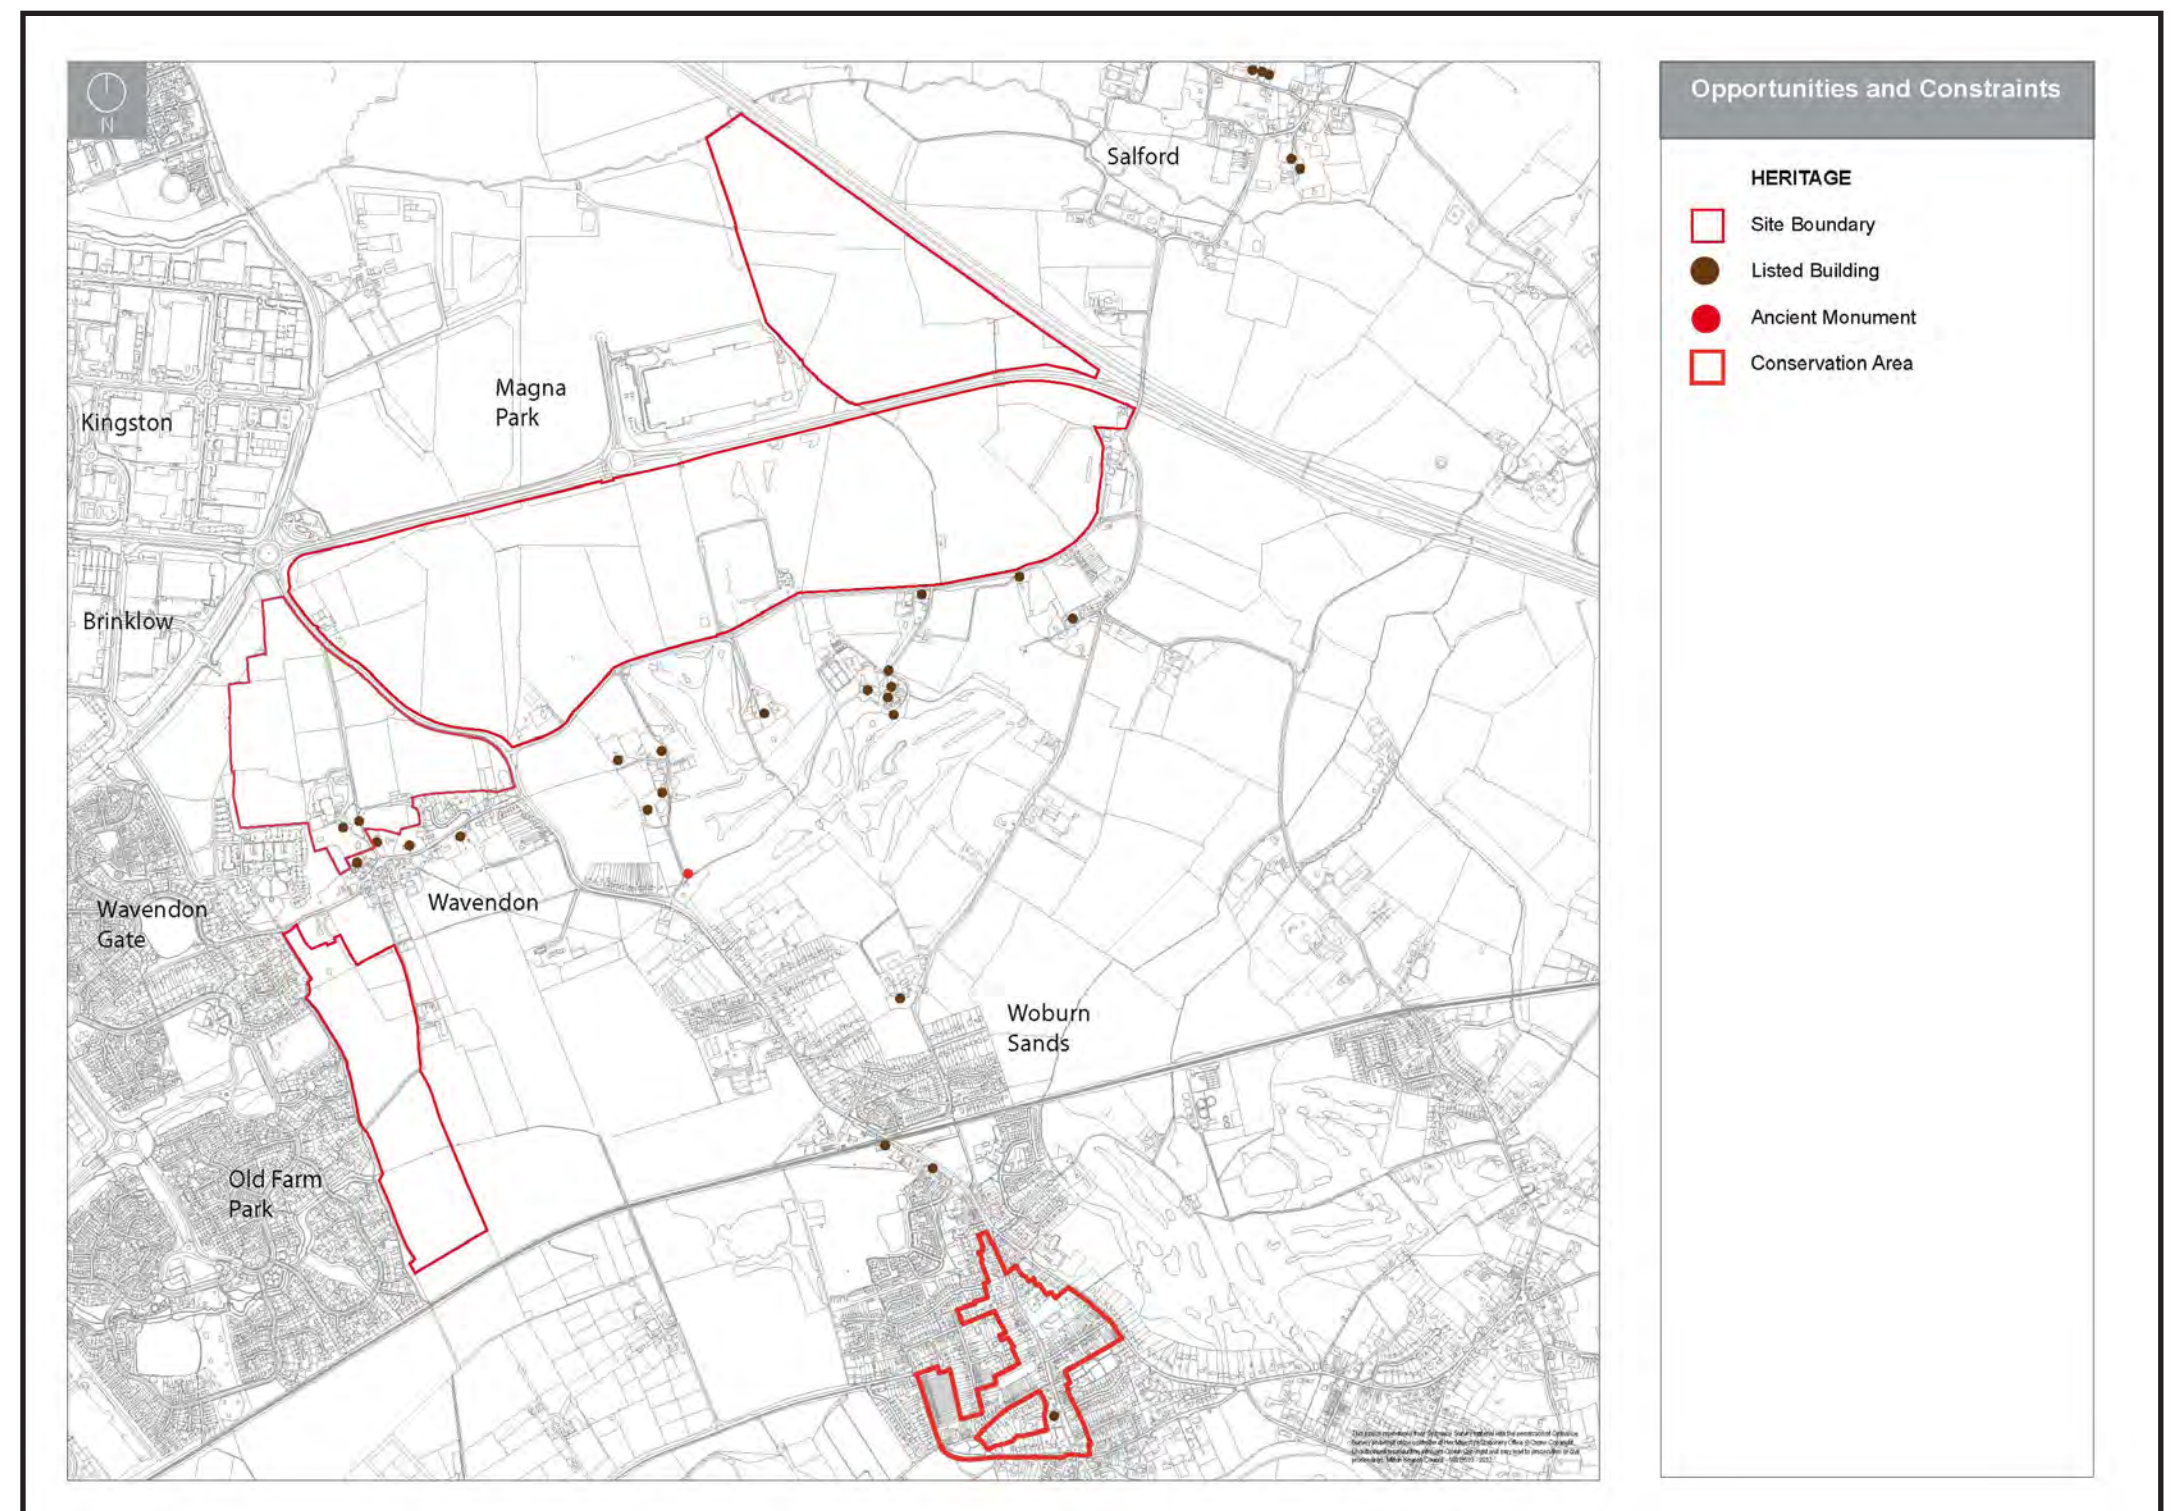 N
Salford
Magna
Park
Kingston
Brinklow
Wavendon
Gate
Wavendon
Woburn
Sands
Old Farm
Park
Opportunities and Constraints
HERITAGE
Site Boundary
Listed Building
Ancient Monument
Conservation Area